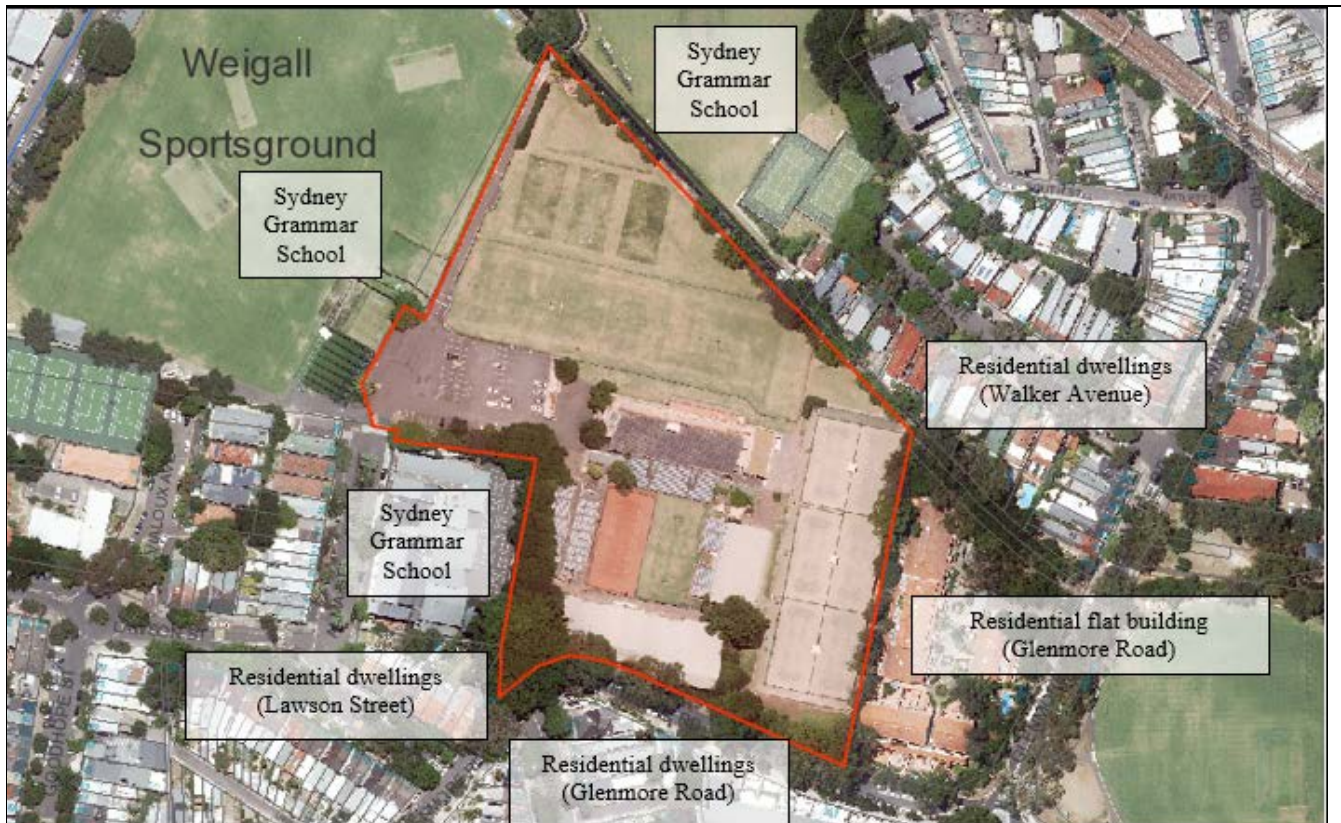 Weigall
Sportsground
Sydney
Grammar
School
Sydney
Grammar
School
Residential dwellings
(Walker Avenue)
Sydney
Grammar
School
Residential flat building
(Glenmore Road)
Residential dwellings
(Lawson Street)
Residential dwellings
(Glenmore Road)